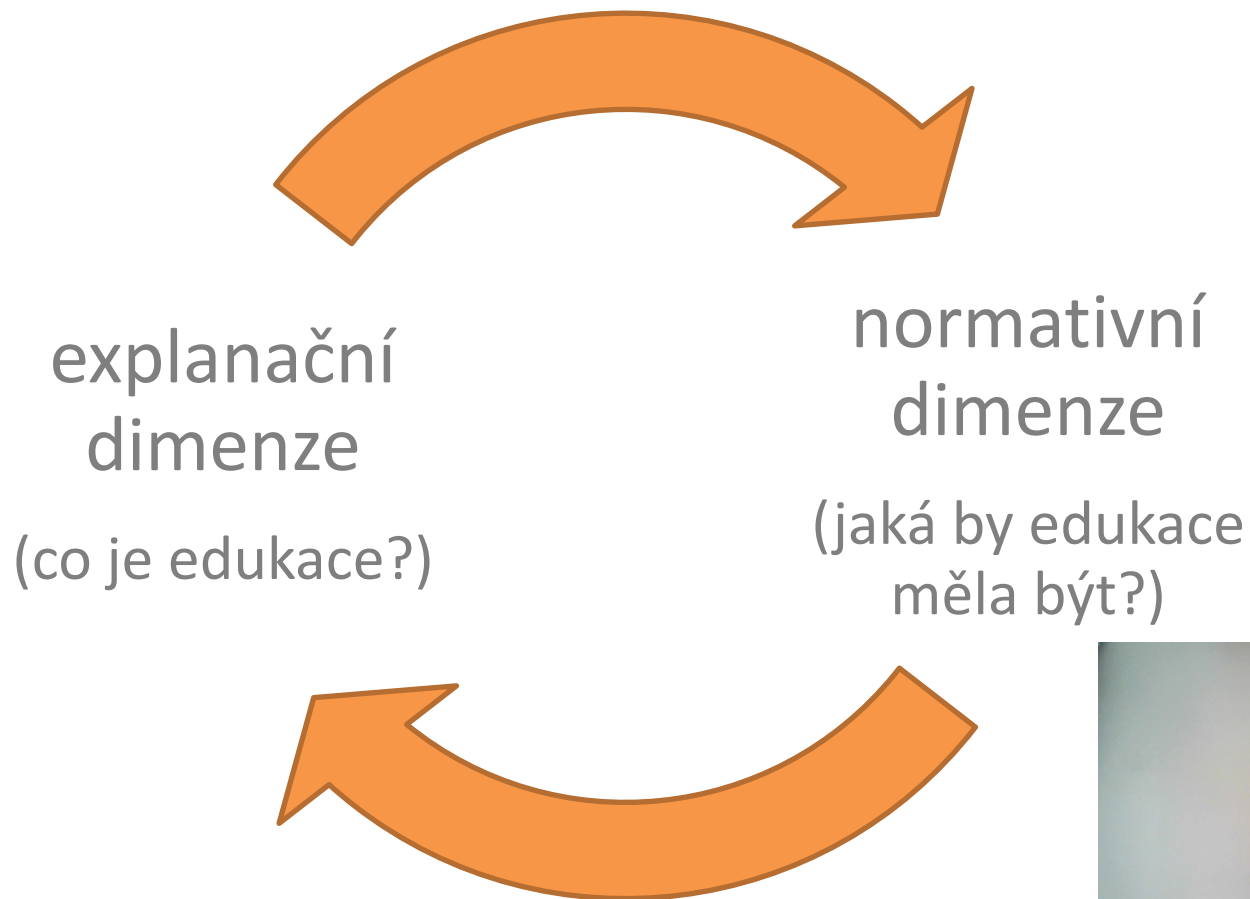 explanační
dimenze
(co je edukace?)
normativní
dimenze
(jaká by edukace
měla být?)